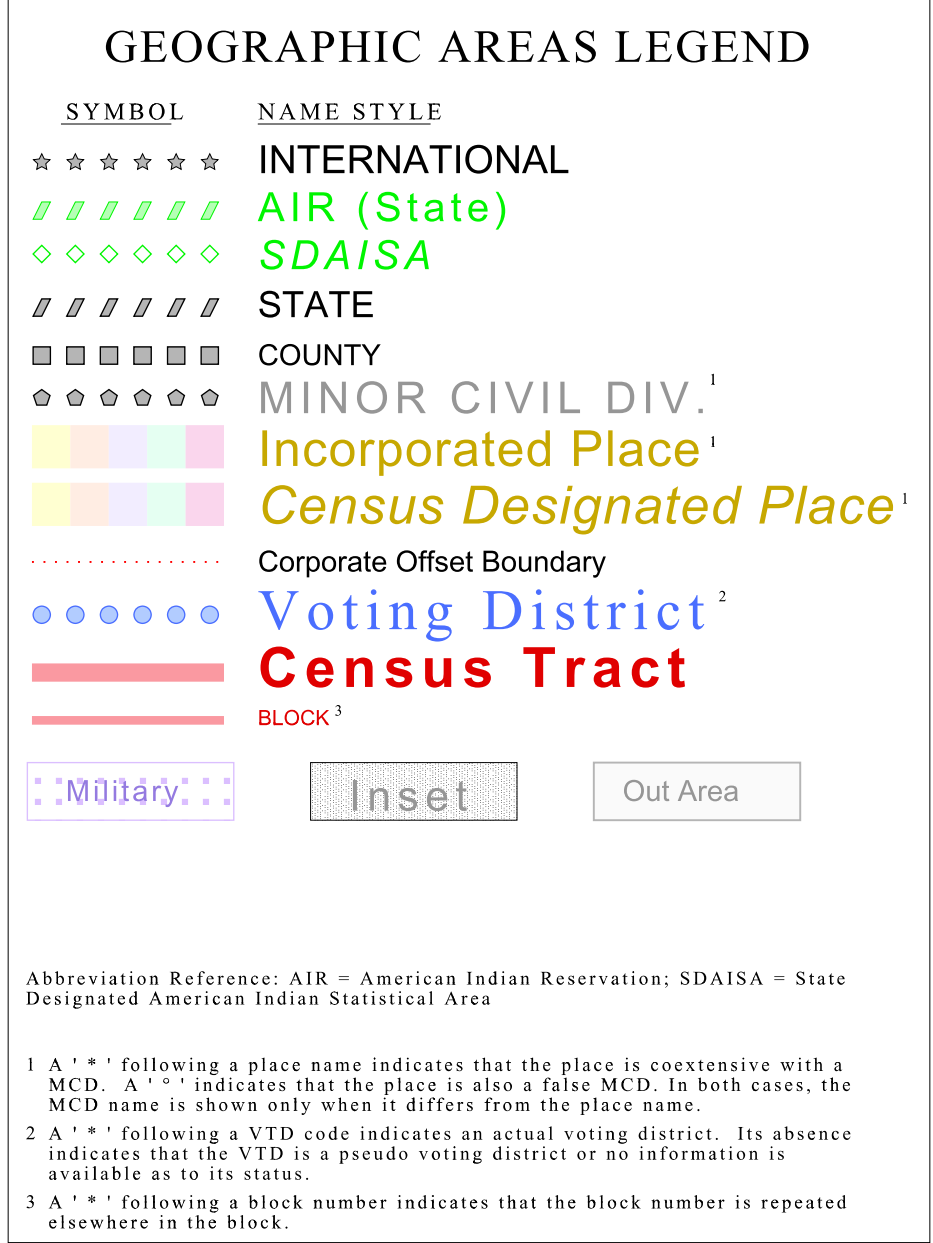 GEOGRAPHIC AREAS LEGEND
SYMBOL NAME STYLE
INTERNATIONAL
AIR (State)
SDAISA
STATE
COUNTY
MINOR CIVIL DIV. 1
Incorporated Place 1
Census Designated Place 1
Corporate Offset Boundary
Voting District 2
Census Tract
BLOCK 3
Military Inset Out Area
Abbreviation Reference: AIR = American Indian Reservation; SDAISA = State
Designated American Indian Statistical Area
1 A ' * ' following a place name indicates that the place is coextensive with a
MCD. A ' ° ' indicates that the place is also a false MCD. In both cases, the
MCD name is shown only when it differs from the place name.
2 A ' * ' following a VTD code indicates an actual voting district. Its absence
indicates that the VTD is a pseudo voting district or no information is
available as to its status.
3 A ' * ' following a block number indicates that the block number is repeated
elsewhere in the block.